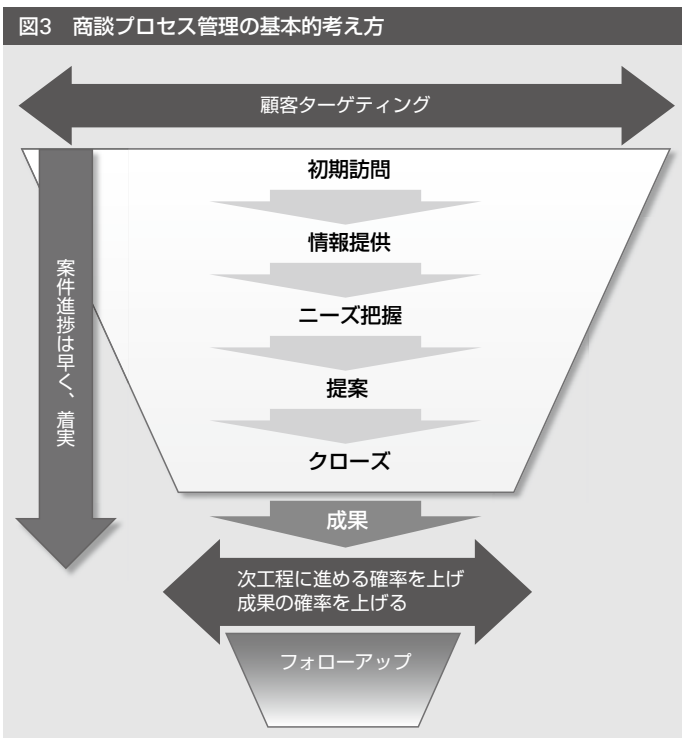 図3　商談プロセス管理の基本的考え方
顧客ターゲティング
初期訪問
情報提供
ニーズ把握
提案
クローズ
案件進捗は早く、着実
成果
次工程に進める確率を上げ
成果の確率を上げる
フォローアップ